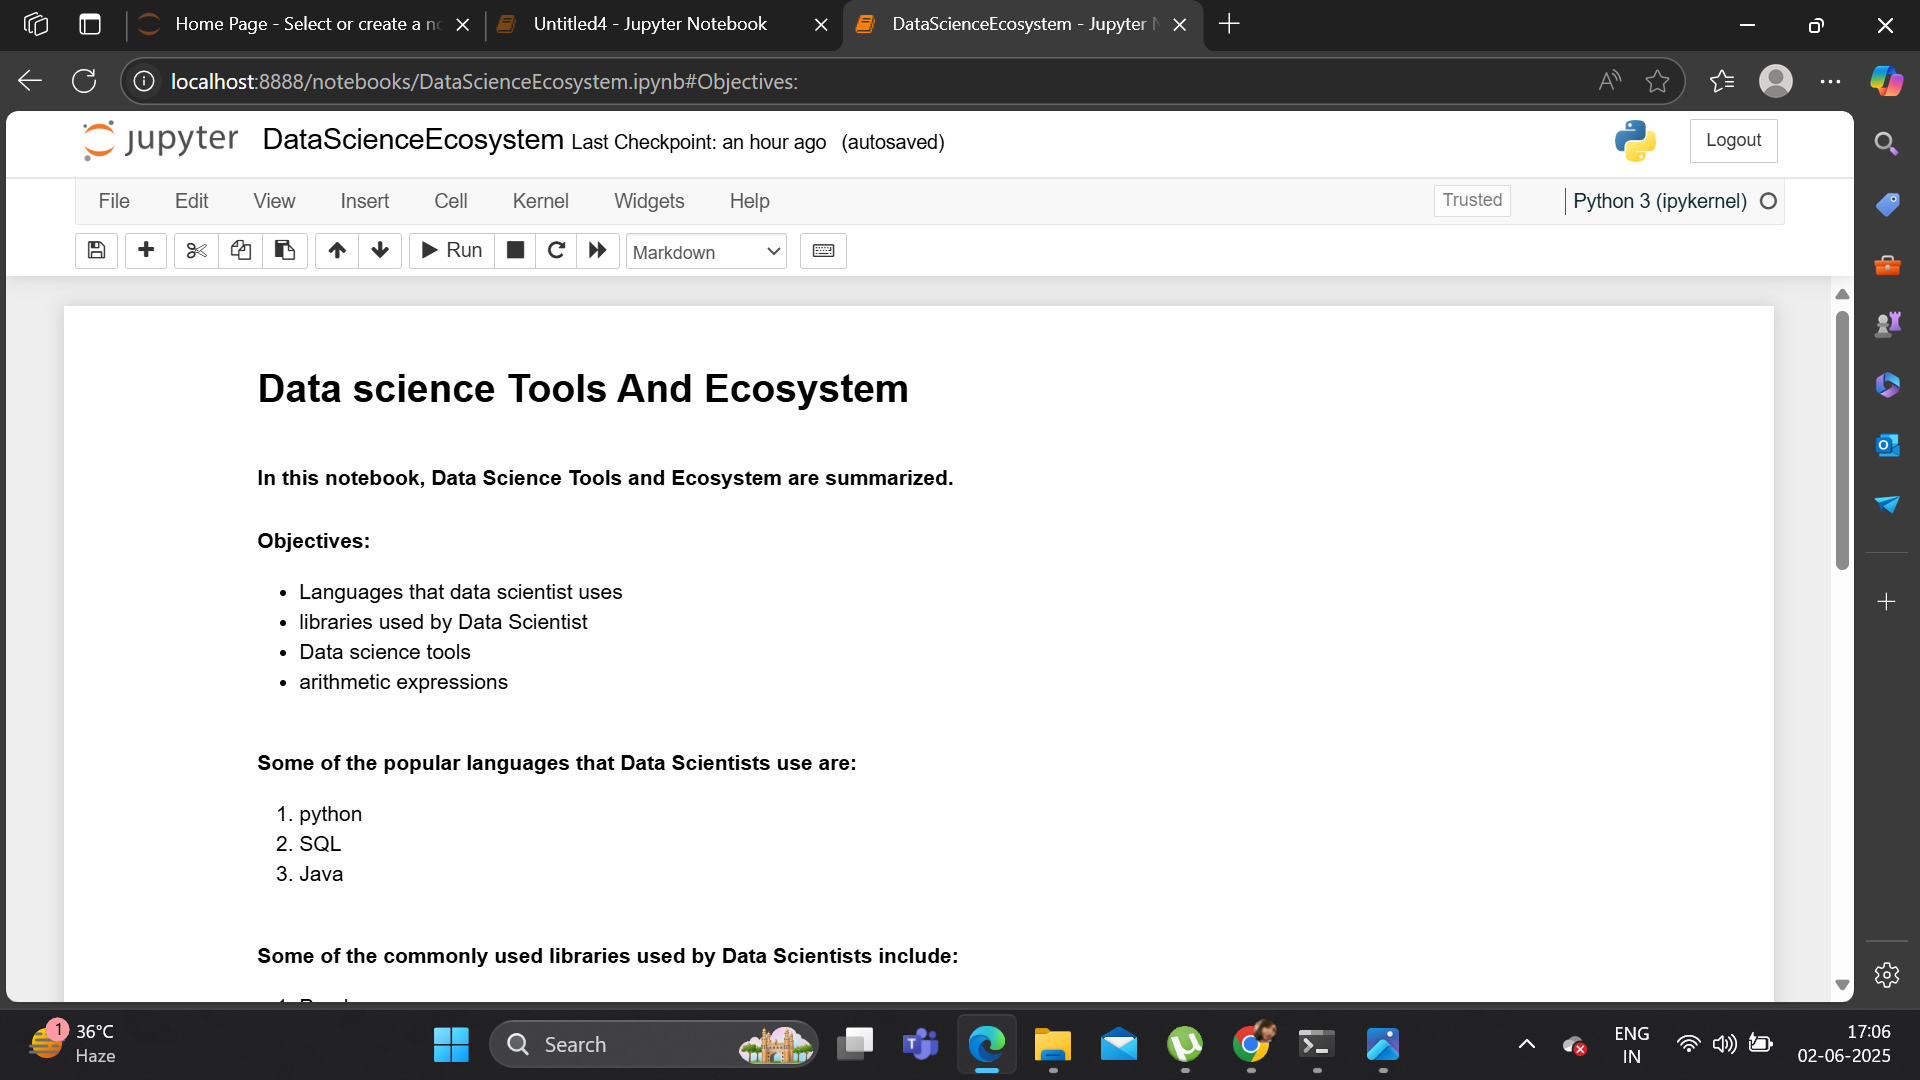 Home Page - Select or create a no
Untitled4 - Jupyter Notebook
DataScienceEcosystem - Jupyter N
localhost:8888/notebooks/DataScienceEcosystem.ipynb#Objectives:
jupyter DataScienceEcosystem Last Checkpoint: an hour ago (autosaved)
Logout
File Edit View Insert Cell Kernel Widgets Help
Trusted
Python 3 (ipykernel)
Run
Markdown
Data science Tools And Ecosystem
In this notebook, Data Science Tools and Ecosystem are summarized.
Objectives:
• Languages that data scientist uses
• libraries used by Data Scientist
• Data science tools
• arithmetic expressions
Some of the popular languages that Data Scientists use are:
1. python
2. SQL
3. Java
Some of the commonly used libraries used by Data Scientists include:
1
36°C
Haze
Search
ENG
IN
17:06
02-06-2025